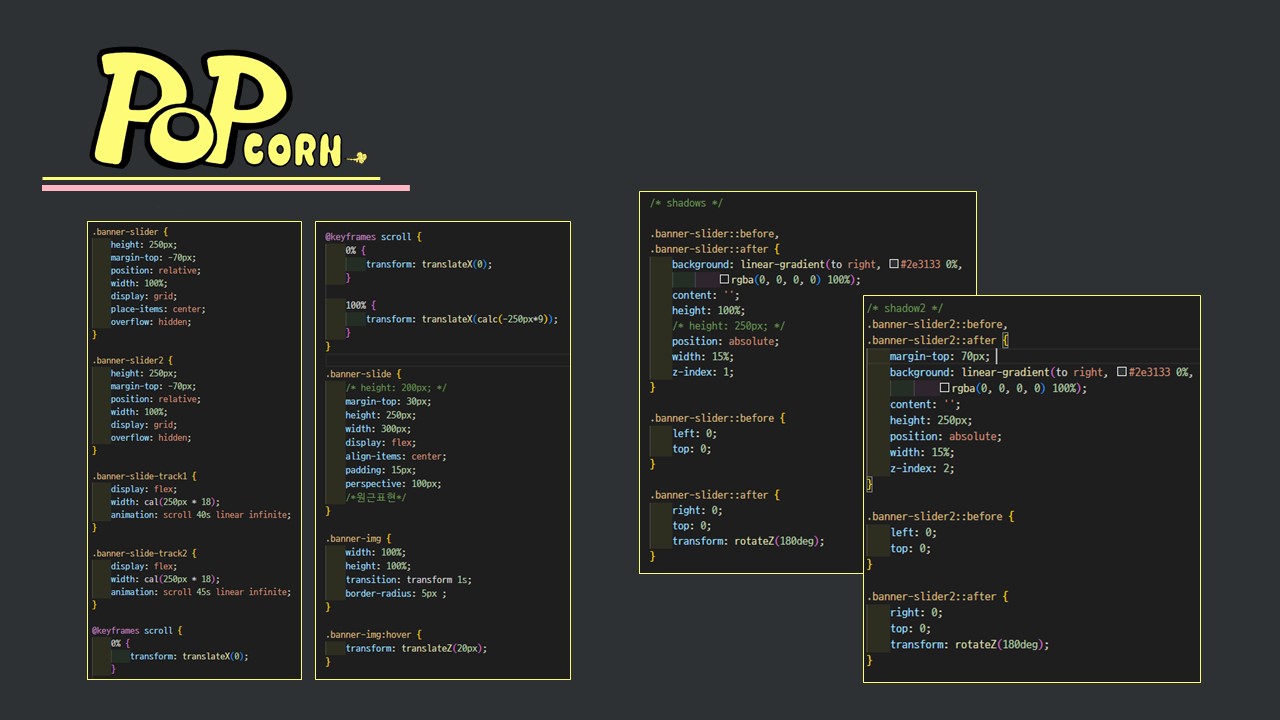 POP
CORN
.banner-slider {
height: 250px;
margin-top: -70px;
position: relative;
width: 100%;
display: grid;
place-items: center;
overflow: hidden;
}
.banner-slider2 {
height: 250px;
margin-top: -70px;
position: relative;
width: 100%;
display: grid;
overflow: hidden;
}
.banner-slide-track1 {
display: flex;
width: cal(250px * 18);
animation: scroll 40s linear infinite;
}
.banner-slide-track2 {
display: flex;
width: cal(250px * 18);
animation: scroll 45s linear infinite;
}
@keyframes scroll {
0% {
transform: translateX(0);
}
@keyframes scroll {
0% {
transform: translateX(0);
}
100% {
transform: translateX(calc(-250px*9));
}
}
.banner-slide {
/* height: 200px; */
margin-top: 30px;
height: 250px;
width: 300px;
display: flex;
align-items: center;
padding: 15px;
perspective: 100px;
/*원근표현*/
}
.banner-img {
width: 100%;
height: 100%;
transition: transform 1s;
border-radius: 5px ;
}
.banner-img:hover {
transform: translateZ(20px);
}
/* shadows */
.banner-slider::before,
.banner-slider::after {
background: linear-gradient(to right, #2e3133 0%,
rgba(0, 0, 0, 0) 100%);
content: '';
height: 100%;
/* height: 250px; */
position: absolute;
width: 15%;
z-index: 1;
}
.banner-slider::before {
left: 0;
top: 0;
}
.banner-slider::after {
right: 0;
top: 0;
transform: rotateZ(180deg);
}
/* shadow2 */
.banner-slider2::before,
.banner-slider2::after {
margin-top: 70px;
background: linear-gradient(to right, #2e3133 0%,
rgba(0, 0, 0, 0) 100%);
content: '';
height: 250px;
position: absolute;
width: 15%;
z-index: 2;
}
.banner-slider2::before {
left: 0;
top: 0;
}
.banner-slider2::after {
right: 0;
top: 0;
transform: rotateZ(180deg);
}